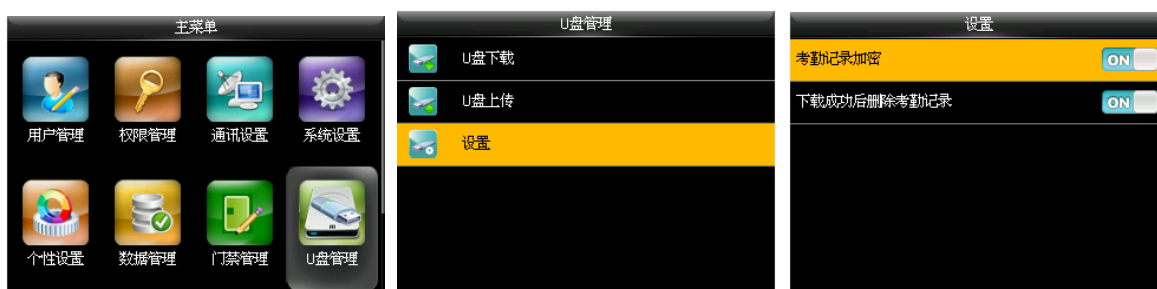 主菜单
用户管理 权限管理 通讯设置 系统设置
个性设置 数据管理 门禁管理 U盘管理
U盘管理
U盘下载
U盘上传
设置
设置
考勤记录加密 ON
下载成功后删除考勤记录 ON